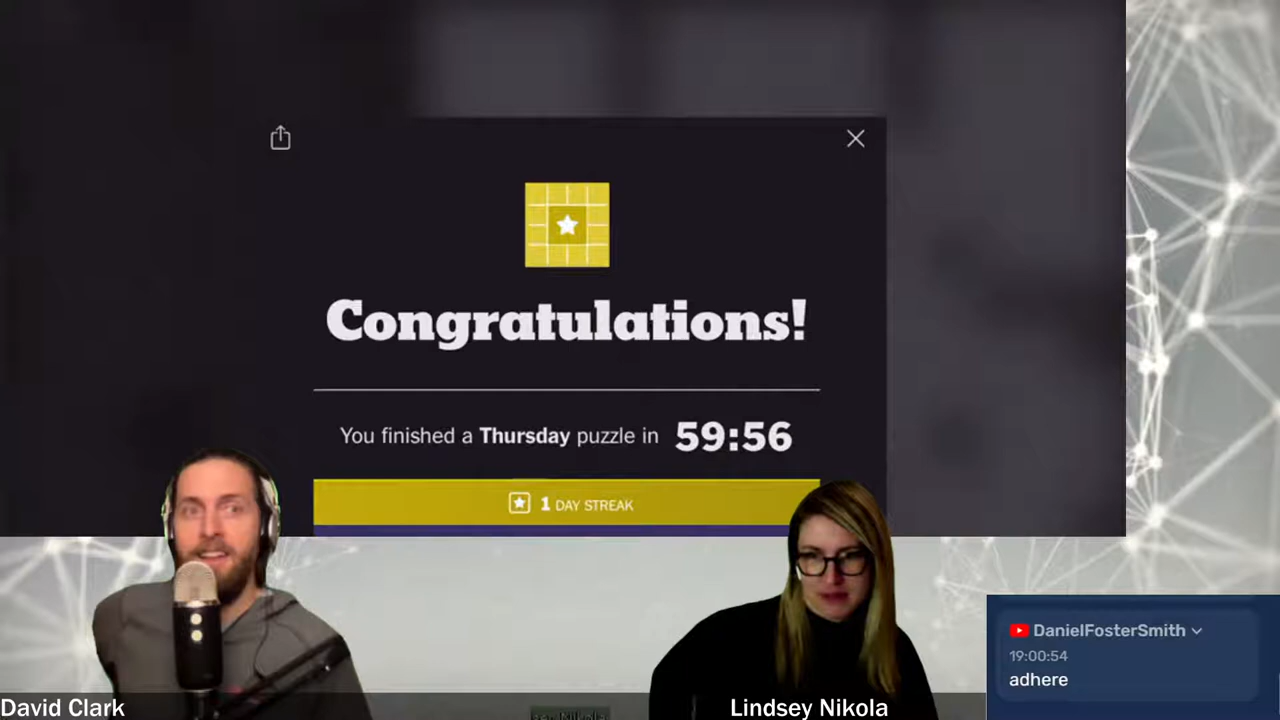 Congratulations!
You finished a Thursday puzzle in 59:56
1 DAY STREAK
DanielFosterSmith
19:00:54
adhere
David Clark
Lindsey Nikola